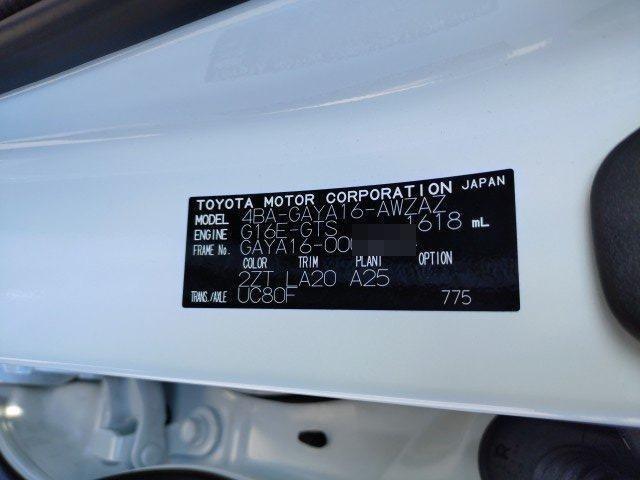 TOYOTA MOTOR CORPORATION JAPAN
MODEL 4BA-GAYA16-AWZAZ
ENGINE G16E-GTS 1618 mL
FRAME No. GAYA16-00
COLOR TRIM PLANT OPTION
2ZT LA20 A25
TRANS./AXLE UC80F 775